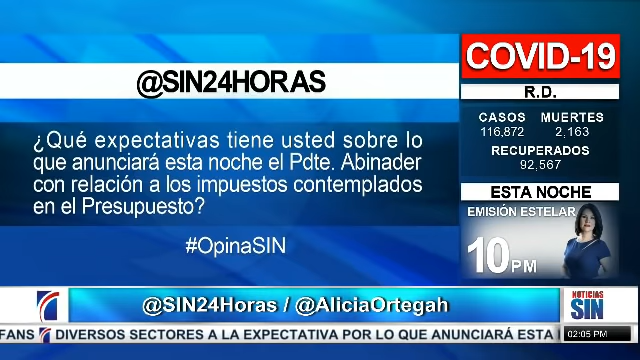 @SIN24HORAS
¿Qué expectativas tiene usted sobre lo
que anunciará esta noche el Pdte. Abinader
con relación a los impuestos contemplados
en el Presupuesto?
#OpinaSIN
COVID-19
R.D.
CASOS MUERTES
116,872 2,163
RECUPERADOS
92,567
ESTA NOCHE
EMISIÓN ESTELAR
10 PM
@SIN24Horas / @AliciaOrtegah
NOTICIAS
SIN
FANS DIVERSOS SECTORES A LA EXPECTATIVA POR LO QUE ANUNCIARÁ ESTA
02:05 PM